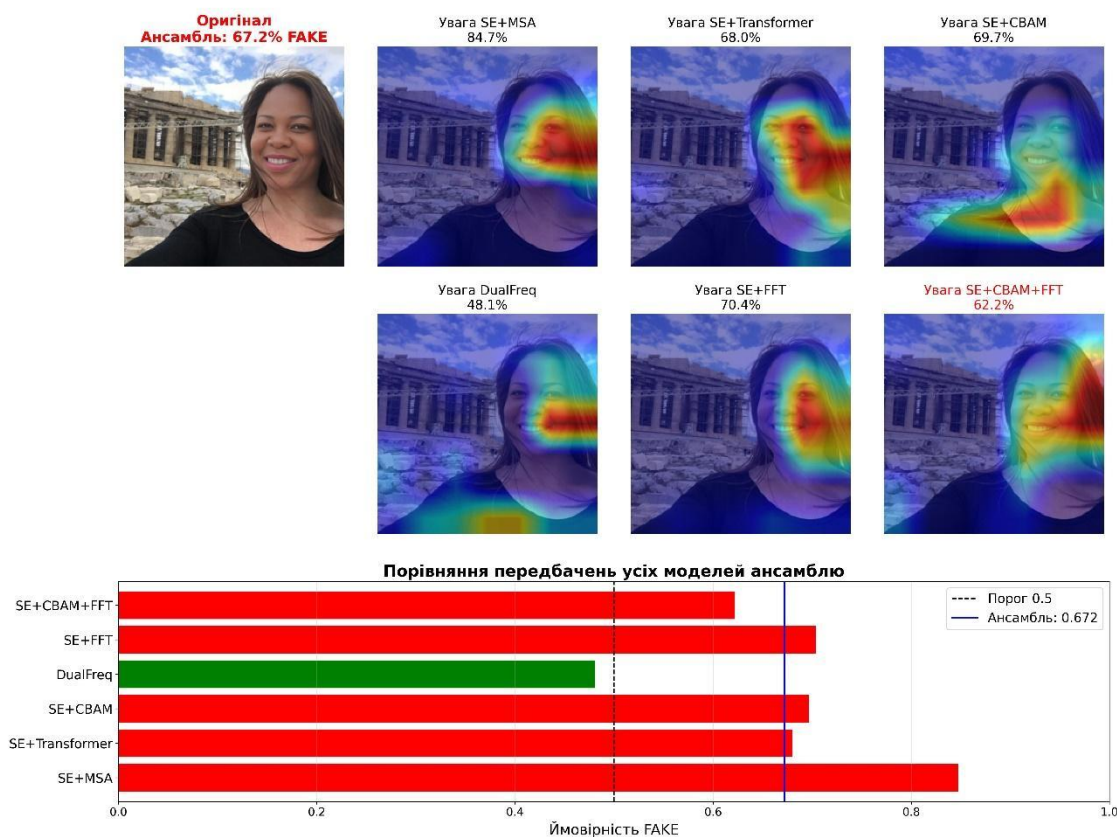 Оригінал
Ансамбль: 67.2% FAKE
Увага SE+MSA
84.7%
Увага SE+Transformer
68.0%
Увага SE+CBAM
69.7%
Увага DualFreq
48.1%
Увага SE+FFT
70.4%
Увага SE+CBAM+FFT
62.2%
Порівняння передбачень усіх моделей ансамблю
SE+CBAM+FFT
SE+FFT
DualFreq
SE+CBAM
SE+Transformer
SE+MSA
Порог 0.5
Ансамбль: 0.672
0.0 0.2 0.4 0.6 0.8 1.0
Ймовірність FAKE